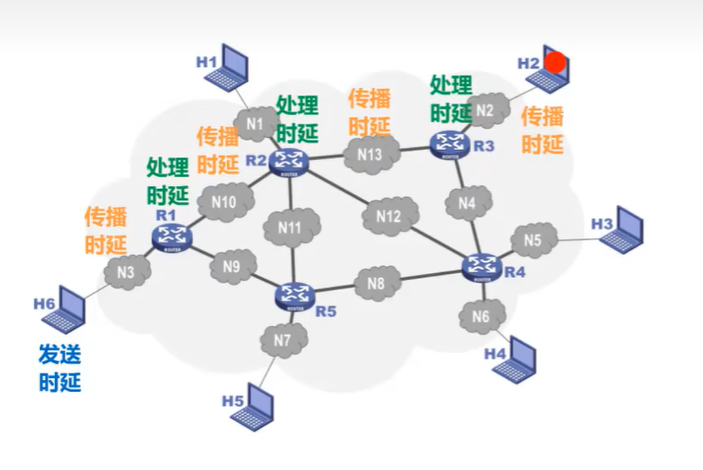 H1
H2
N1
处理
时延
传播
时延
处理
时延
N2
传播
时延
传播
时延
R2
N13
R3
处理
时延
R1
N10
N11
N12
N4
传播
时延
N3
N9
N8
R4
N5
H3
H6
R5
N6
发送
时延
N7
H4
H5